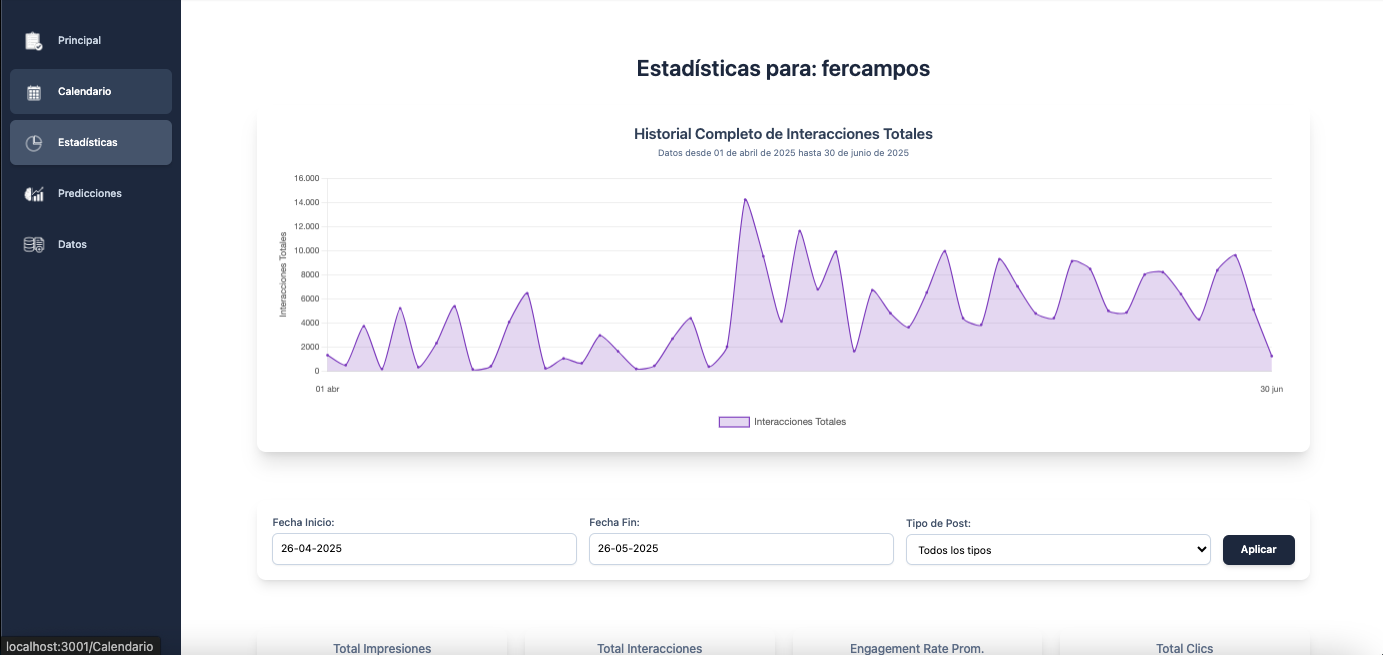 Principal
Calendario
Estadísticas
Predicciones
Datos
Estadísticas para: fercampos
Historial Completo de Interacciones Totales
Datos desde 01 de abril de 2025 hasta 30 de junio de 2025
Interacciones Totales
16.000
14.000
12.000
10.000
8000
6000
4000
2000
0
01 abr
30 jun
Interacciones Totales
Fecha Inicio:
26-04-2025
Fecha Fin:
26-05-2025
Tipo de Post:
Todos los tipos
Aplicar
Total Impresiones
Total Interacciones
Engagement Rate Prom.
Total Clics
localhost:3001/Calendario